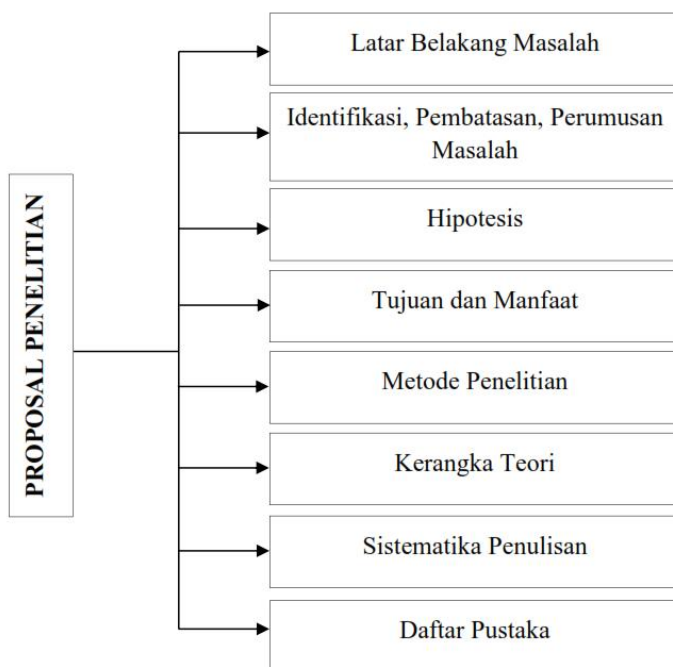 PROPOSAL PENELITIAN
Latar Belakang Masalah
Identifikasi, Pembatasan, Perumusan
Masalah
Hipotesis
Tujuan dan Manfaat
Metode Penelitian
Kerangka Teori
Sistematika Penulisan
Daftar Pustaka